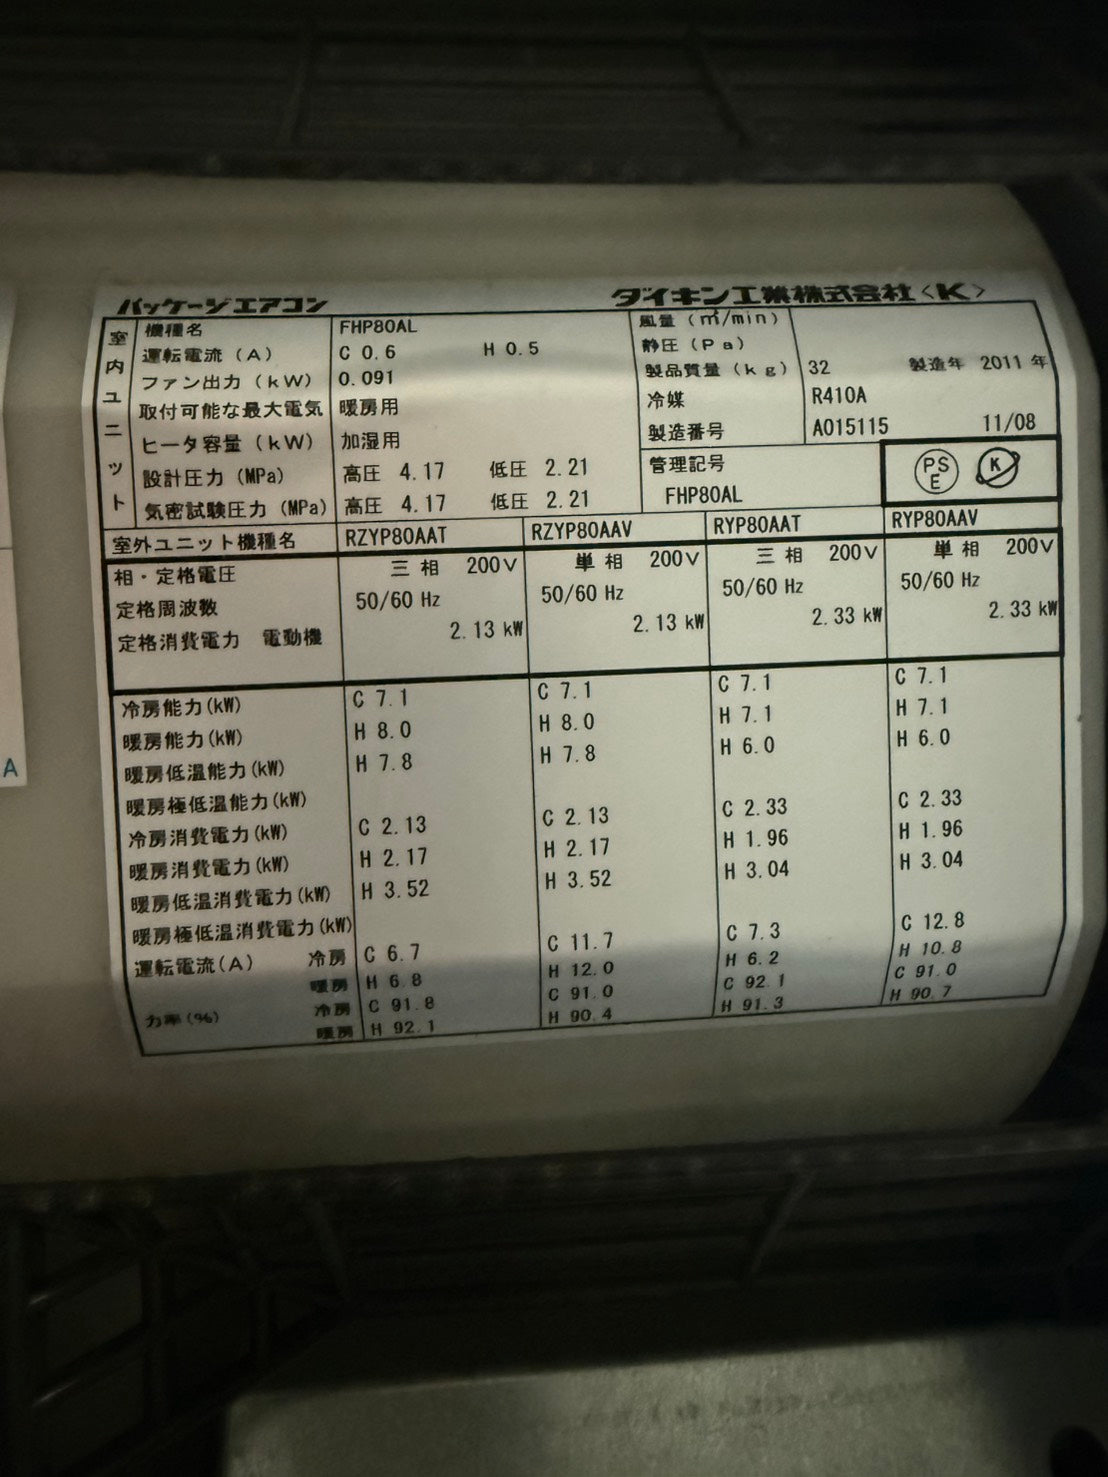 パッケージエアコン ダイキン工業株式会社<K>
室内ユニット
機種名 FHP80AL
運転電流(A) C 0.6 H 0.5
ファン出力(kW) 0.091
取付可能な最大電気 暖房用
ヒータ容量(kW) 加湿用
設計圧力(MPa) 高圧 4.17 低圧 2.21
気密試験圧力(MPa) 高圧 4.17 低圧 2.21
風量(㎥/min)
静圧(Pa)
製品質量(kg) 32 製造年 2011 年
冷媒 R410A
製造番号 A015115 11/08
管理記号
FHP80AL
PSE K
室外ユニット機種名 RZYP80AAT RZYP80AAV RYP80AAT RYP80AAV
相・定格電圧 三相 200V 単相 200V 三相 200V 単相 200V
定格周波数 50/60 Hz 50/60 Hz 50/60 Hz 50/60 Hz
定格消費電力 電動機 2.13 kW 2.13 kW 2.33 kW 2.33 kW
冷房能力(kW) C 7.1 C 7.1 C 7.1 C 7.1
暖房能力(kW) H 8.0 H 8.0 H 7.1 H 7.1
暖房低温能力(kW) H 7.8 H 7.8 H 6.0 H 6.0
暖房極低温能力(kW)
冷房消費電力(kW) C 2.13 C 2.13 C 2.33 C 2.33
暖房消費電力(kW) H 2.17 H 2.17 H 1.96 H 1.96
暖房低温消費電力(kW) H 3.52 H 3.52 H 3.04 H 3.04
暖房極低温消費電力(kW)
運転電流(A) 冷房 C 6.7 C 11.7 C 7.3 C 12.8
暖房 H 6.8 H 12.0 H 6.2 H 10.8
力率(%) 冷房 C 91.8 C 91.0 C 92.1 C 91.0
暖房 H 92.1 H 90.4 H 91.3 H 90.7
A